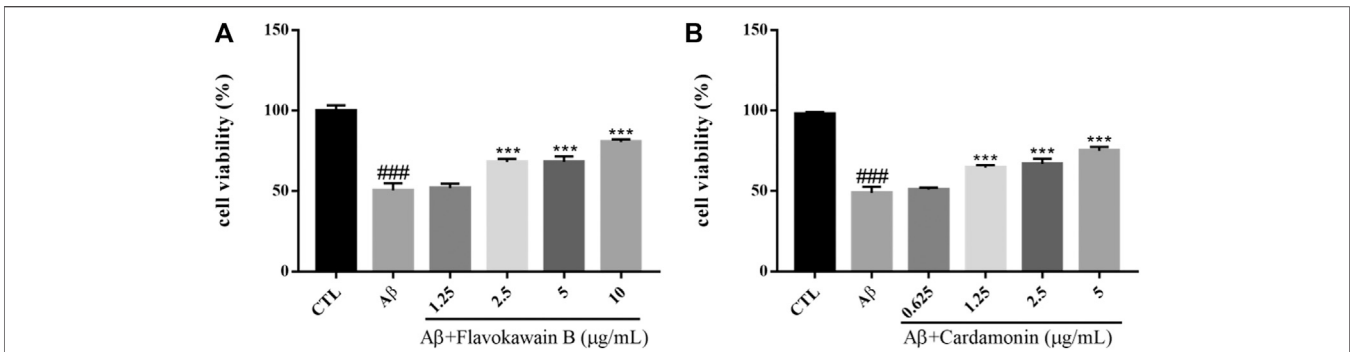 A
150
100
50
0
cell viability (%)
###
***
***
***
CTL
Aβ
1.25
2.5
5
10
Aβ+Flavokawain B (μg/mL)
B
150
100
50
0
cell viability (%)
###
***
***
***
CTL
Aβ
0.625
1.25
2.5
5
Aβ+Cardamonin (μg/mL)